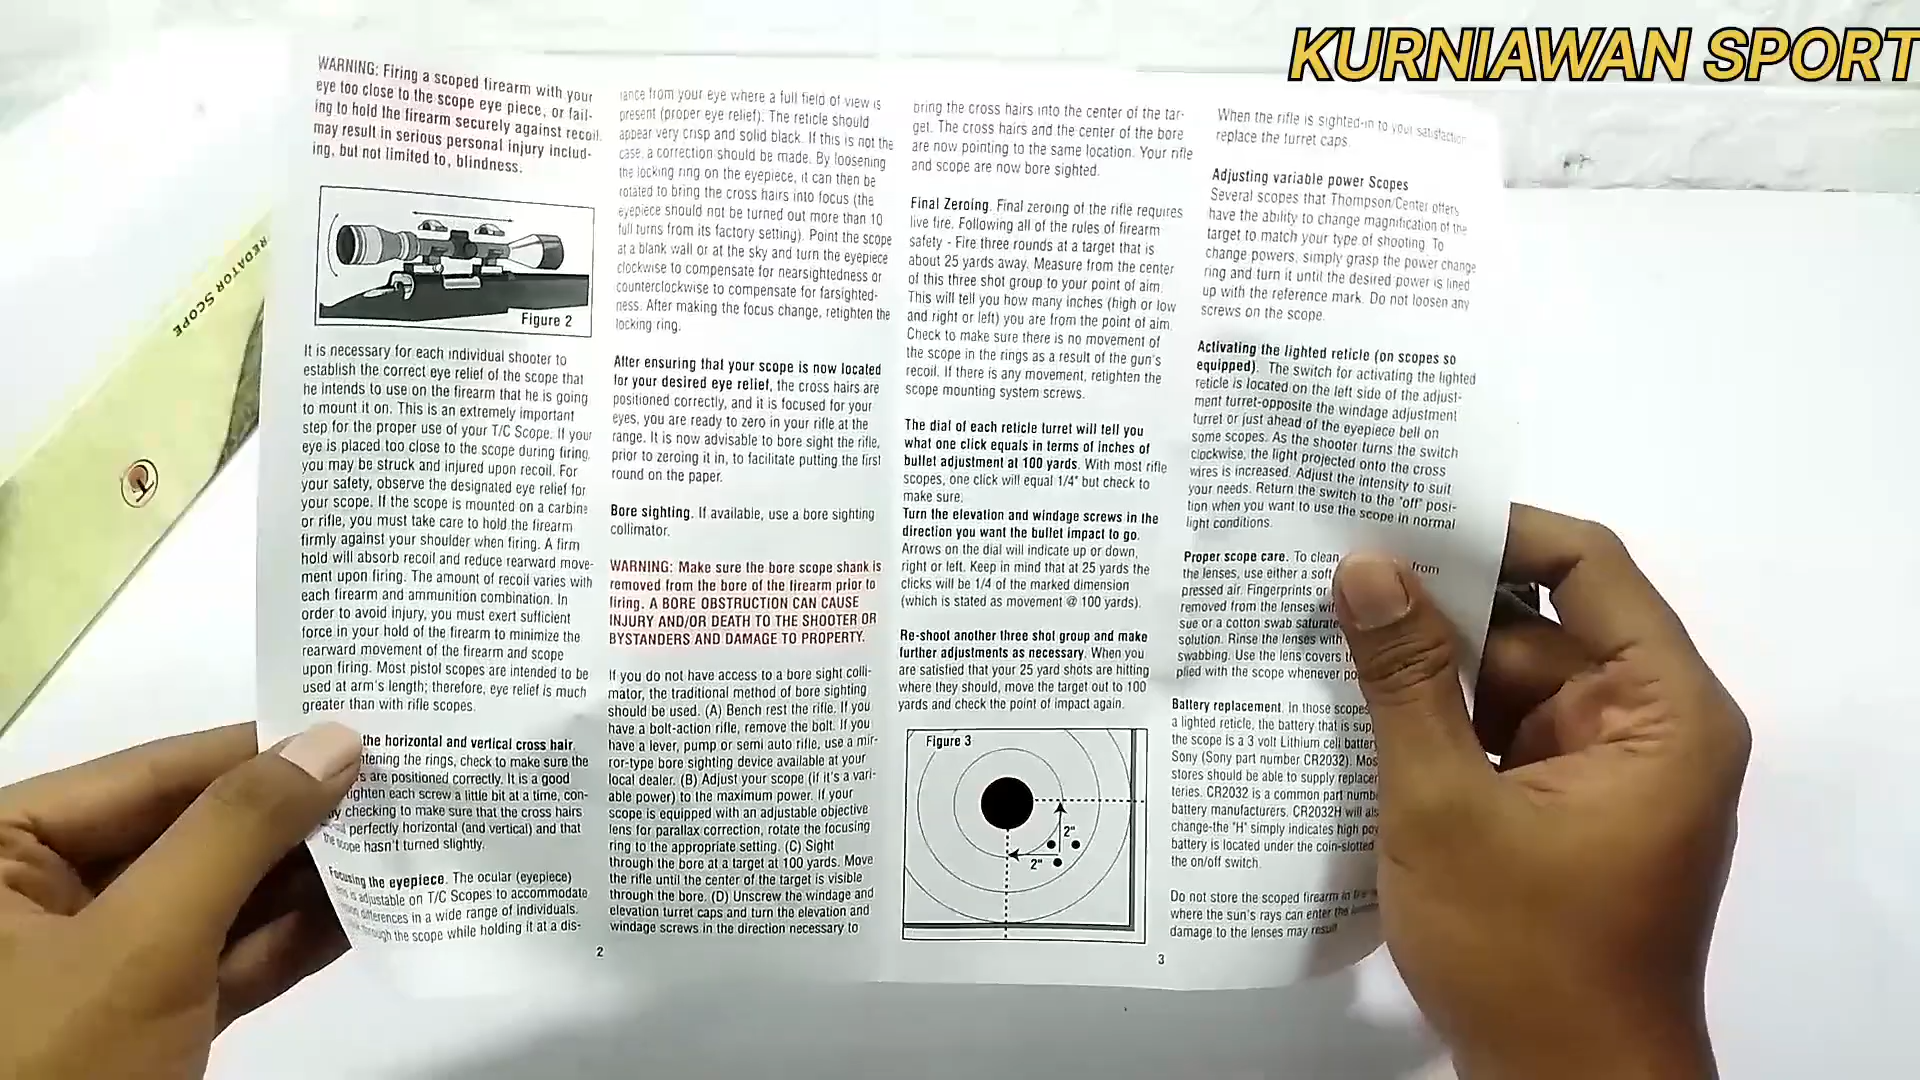 KURNIAWAN SPORT
REDATOR SCOPE
WARNING: Firing a scoped firearm with your
eye too close to the scope eye piece, or fail-
ing to hold the firearm securely against recoil.
may result in serious personal injury includ-
ing, but not limited to, blindness.
Figure 2
It is necessary for each individual shooter to
establish the correct eye relief of the scope that
he intends to use on the firearm that he is going
to mount it on. This is an extremely important
step for the proper use of your T/C Scope. If your
eye is placed too close to the scope during firing,
you may be struck and injured upon recoil. For
your safety, observe the designated eye relief for
your scope. If the scope is mounted on a carbine
or rifle, you must take care to hold the firearm
firmly against your shoulder when firing. A firm
hold will absorb recoil and reduce rearward move-
ment upon firing. The amount of recoil varies with
each firearm and ammunition combination. In
order to avoid injury, you must exert sufficient
force in your hold of the firearm to minimize the
rearward movement of the firearm and scope
upon firing. Most pistol scopes are intended to be
used at arm's length; therefore, eye relief is much
greater than with rifle scopes.
the horizontal and vertical cross hair.
tening the rings, check to make sure the
s are positioned correctly. It is a good
ighten each screw a little bit at a time, con-
y checking to make sure that the cross hairs
perfectly horizontal (and vertical) and that
the scope hasn't turned slightly.
Focusing the eyepiece. The ocular (eyepiece)
is adjustable on T/C Scopes to accommodate
differences in a wide range of individuals.
through the scope while holding it at a dis-
2
tance from your eye where a full field of view is
present (proper eye relief). The reticle should
appear very crisp and solid black. If this is not the
case, a correction should be made. By loosening
the locking ring on the eyepiece, it can then be
rotated to bring the cross hairs into focus (the
eyepiece should not be turned out more than 10
full turns from its factory setting). Point the scope
at a blank wall or at the sky and turn the eyepiece
clockwise to compensate for nearsightedness or
counterclockwise to compensate for farsighted-
ness. After making the focus change, retighten the
locking ring.
After ensuring that your scope is now located
for your desired eye relief, the cross hairs are
positioned correctly, and it is focused for your
eyes, you are ready to zero in your rifle at the
range. It is now advisable to bore sight the rifle,
prior to zeroing it in, to facilitate putting the first
round on the paper.
Bore sighting. If available, use a bore sighting
collimator.
WARNING: Make sure the bore scope shank is
removed from the bore of the firearm prior to
firing. A BORE OBSTRUCTION CAN CAUSE
INJURY AND/OR DEATH TO THE SHOOTER OR
BYSTANDERS AND DAMAGE TO PROPERTY.
If you do not have access to a bore sight colli-
mator, the traditional method of bore sighting
should be used. (A) Bench rest the rifle. If you
have a bolt-action rifle, remove the bolt. If you
have a lever, pump or semi auto rifle, use a mir-
ror-type bore sighting device available at your
local dealer. (B) Adjust your scope (if it's a vari-
able power) to the maximum power. If your
scope is equipped with an adjustable objective
lens for parallax correction, rotate the focusing
ring to the appropriate setting. (C) Sight
through the bore at a target at 100 yards. Move
the rifle until the center of the target is visible
through the bore. (D) Unscrew the windage and
elevation turret caps and turn the elevation and
windage screws in the direction necessary to
bring the cross hairs into the center of the tar-
get. The cross hairs and the center of the bore
are now pointing to the same location. Your rifle
and scope are now bore sighted.
Final Zeroing. Final zeroing of the rifle requires
live fire. Following all of the rules of firearm
safety - Fire three rounds at a target that is
about 25 yards away. Measure from the center
of this three shot group to your point of aim.
This will tell you how many inches (high or low
and right or left) you are from the point of aim.
Check to make sure there is no movement of
the scope in the rings as a result of the gun's
recoil. If there is any movement, retighten the
scope mounting system screws.
The dial of each reticle turret will tell you
what one click equals in terms of inches of
bullet adjustment at 100 yards. With most rifle
scopes, one click will equal 1/4" but check to
make sure.
Turn the elevation and windage screws in the
direction you want the bullet impact to go.
Arrows on the dial will indicate up or down,
right or left. Keep in mind that at 25 yards the
clicks will be 1/4 of the marked dimension
(which is stated as movement @ 100 yards).
Re-shoot another three shot group and make
further adjustments as necessary. When you
are satisfied that your 25 yard shots are hitting
where they should, move the target out to 100
yards and check the point of impact again.
Figure 3
2"
2"
3
When the rifle is sighted-in to your satisfaction
replace the turret caps.
Adjusting variable power Scopes
Several scopes that Thompson/Center offers
have the ability to change magnification of the
target to match your type of shooting. To
change powers, simply grasp the power change
ring and turn it until the desired power is lined
up with the reference mark. Do not loosen any
screws on the scope.
Activating the lighted reticle (on scopes so
equipped). The switch for activating the lighted
reticle is located on the left side of the adjust-
ment turret-opposite the windage adjustment
turret or just ahead of the eyepiece bell on
some scopes. As the shooter turns the switch
clockwise, the light projected onto the cross
wires is increased. Adjust the intensity to suit
your needs. Return the switch to the "off" posi-
tion when you want to use the scope in normal
light conditions.
Proper scope care. To clean from
the lenses, use either a soft
pressed air. Fingerprints or
removed from the lenses wi
sue or a cotton swab saturate
solution. Rinse the lenses with
swabbing. Use the lens covers t
plied with the scope whenever po
Battery replacement. In those scopes
a lighted reticle, the battery that is sup
the scope is a 3 volt Lithium cell battery
Sony (Sony part number CR2032). Mos
stores should be able to supply replace
teries. CR2032 is a common part numb
battery manufacturers. CR2032H will als
change-the "H" simply indicates high po
battery is located under the coin-slotted
the on/off switch.
Do not store the scoped firearm in the
where the sun's rays can enter the
damage to the lenses may result